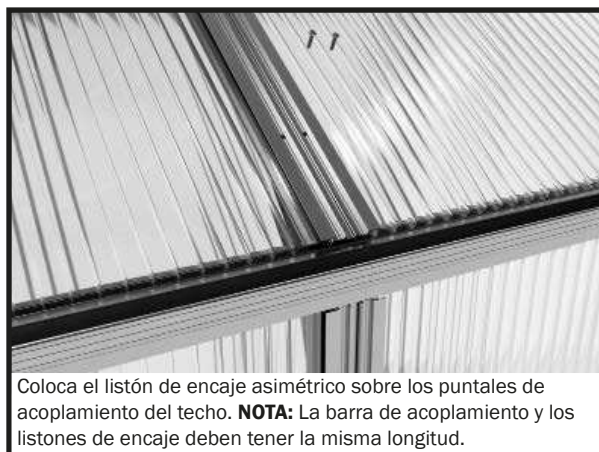 Coloca el listón de encaje asimétrico sobre los puntales de
acoplamiento del techo. NOTA: La barra de acoplamiento y los
listones de encaje deben tener la misma longitud.